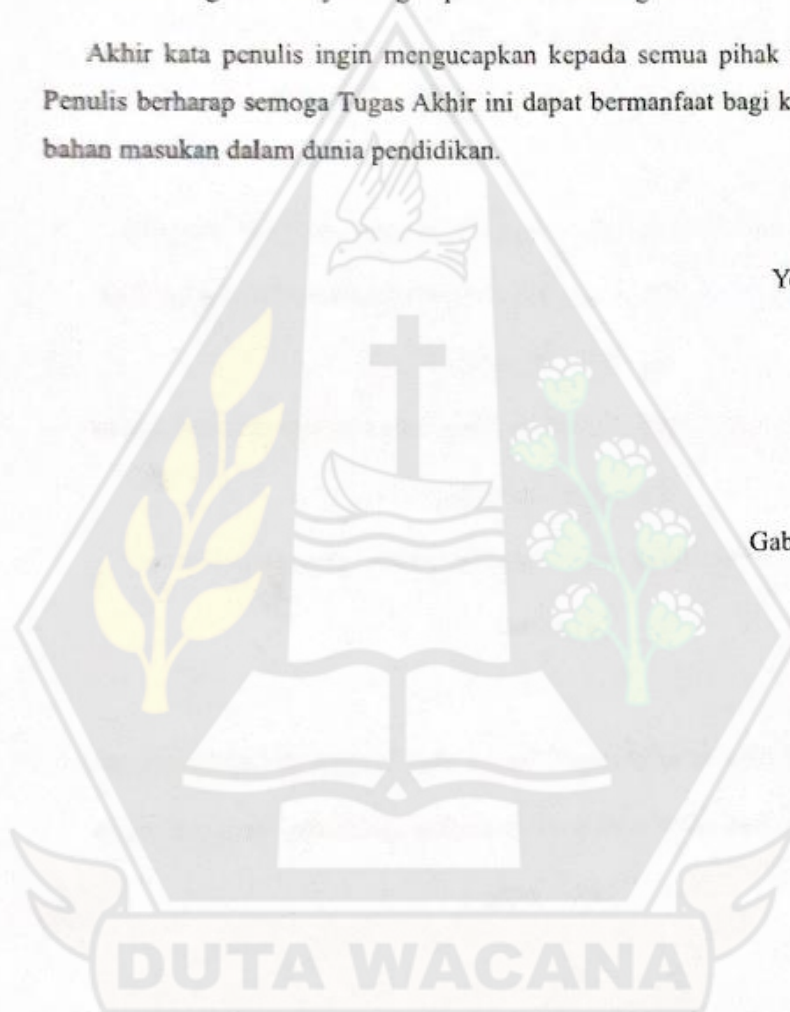 Akhir kata penulis ingin mengucapkan kepada semua pihak
Penulis berharap semoga Tugas Akhir ini dapat bermanfaat bagi k
bahan masukan dalam dunia pendidikan.
Y
Gab
DUTA WACANA